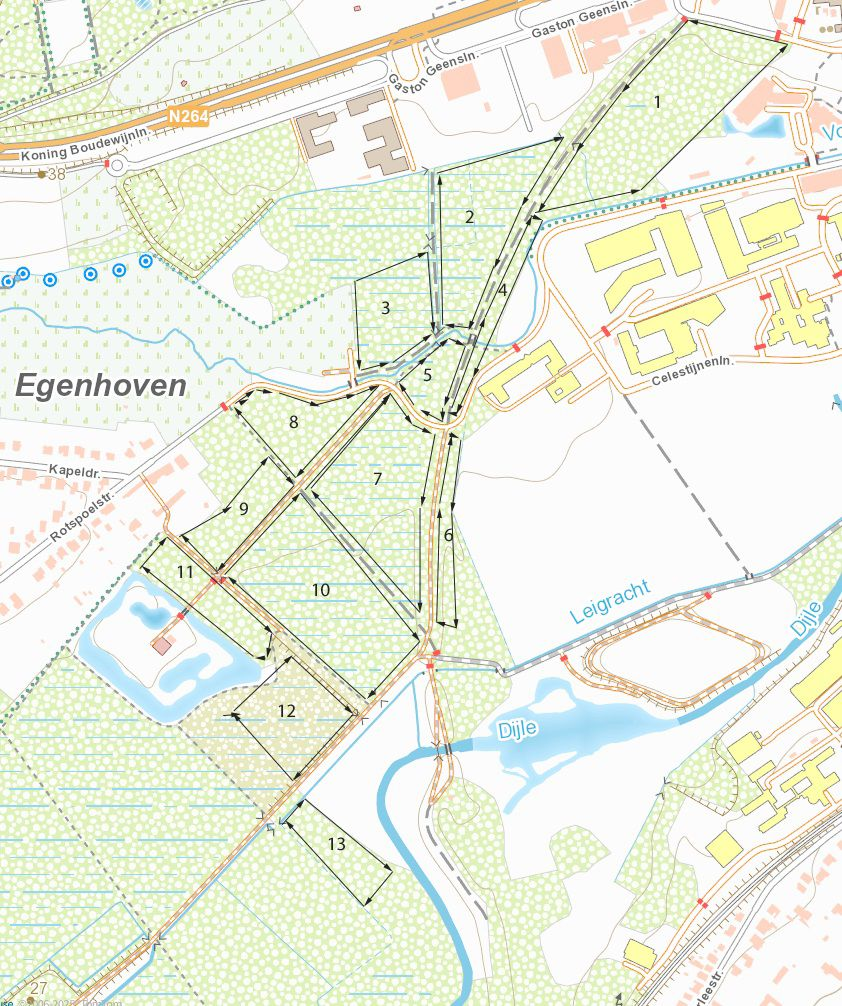 Gaston Geensln.
Gaston Geensln.
1
N264
Koning Boudewijnln.
38
2
3
4
5
Egenhoven
Celestijnenln.
8
7
Kapeldr.
Rotspoelstr.
9
6
11
10
Leigracht
Dijle
12
Dijle
13
27